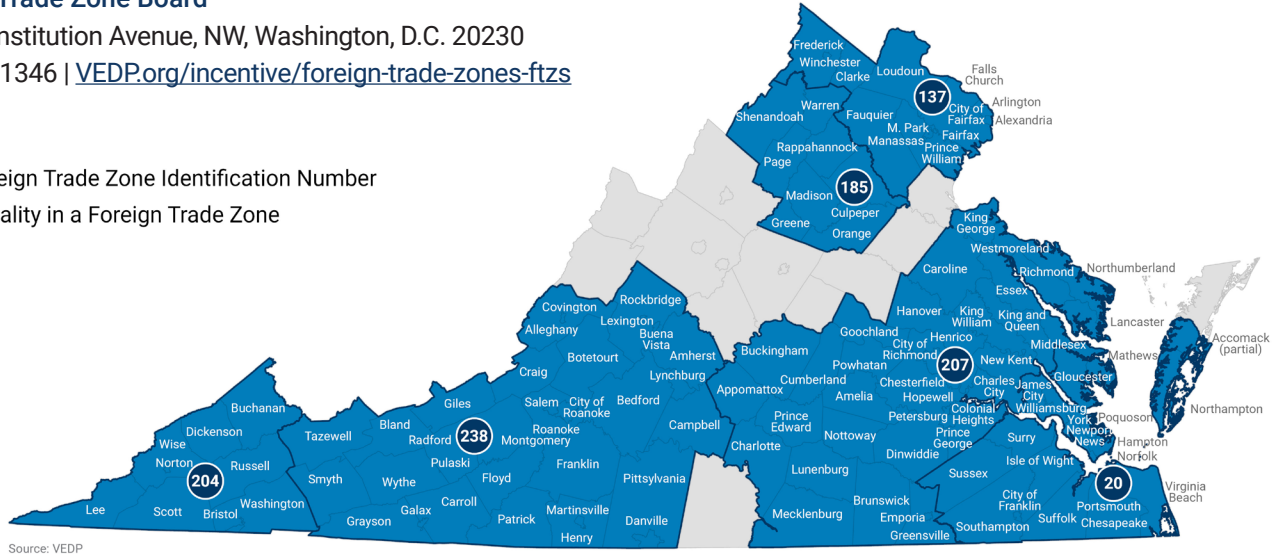 Trade Zone Board
nstitution Avenue, NW, Washington, D.C. 20230
1346 | VEDP.org/incentive/foreign-trade-zones-ftzs
eign Trade Zone Identification Number
ality in a Foreign Trade Zone
Frederick
Winchester
Clarke
Loudoun
Falls
Church
137
Arlington
City of
Fairfax
Alexandria
Warren
Shenandoah
Fauquier
M. Park
Manassas
Fairfax
Prince
William
Rappahannock
Page
185
Madison
Culpeper
Greene
Orange
King
George
Westmoreland
Caroline
Richmond
Northumberland
Essex
Hanover
King
William
King and
Queen
Lancaster
Covington
Rockbridge
Lexington
Alleghany
Buena
Vista
Botetourt
Amherst
Craig
Lynchburg
Buckingham
Goochland
City of
Richmond
Henrico
Middlesex
Accomack
(partial)
Mathews
Powhatan
207
New Kent
Gloucester
Appomattox
Cumberland
Amelia
Chesterfield
Hopewell
Charles
City
James
City
Williamsburg
Northampton
Buchanan
Dickenson
Wise
Norton
Russell
204
Lee
Scott
Bristol
Washington
Giles
Bland
Tazewell
Radford
238
Pulaski
Salem
City of
Roanoke
Bedford
Roanoke
Montgomery
Campbell
Smyth
Wythe
Floyd
Franklin
Pittsylvania
Galax
Carroll
Grayson
Patrick
Martinsville
Henry
Danville
Prince
Edward
Charlotte
Nottoway
Petersburg
Colonial
Heights
Prince
George
Dinwiddie
Lunenburg
Mecklenburg
Brunswick
Emporia
Greensville
York
Poquoson
Newport
News
Hampton
Norfolk
Surry
Isle of Wight
Sussex
20
Virginia
Beach
City of
Franklin
Portsmouth
Suffolk
Chesapeake
Southampton
Source: VEDP